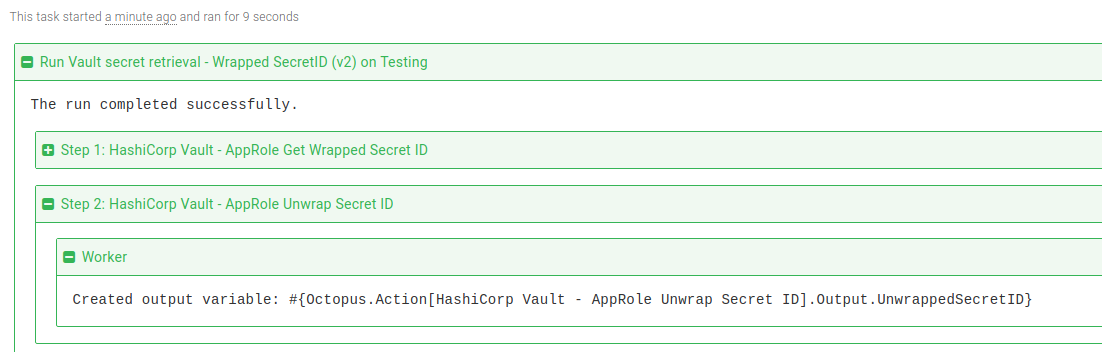 This task started a minute ago and ran for 9 seconds
Run Vault secret retrieval - Wrapped SecretID (v2) on Testing
The run completed successfully.
Step 1: HashiCorp Vault - AppRole Get Wrapped Secret ID
Step 2: HashiCorp Vault - AppRole Unwrap Secret ID
Worker
Created output variable: #{Octopus.Action[HashiCorp Vault - AppRole Unwrap Secret ID].Output.UnwrappedSecretID}